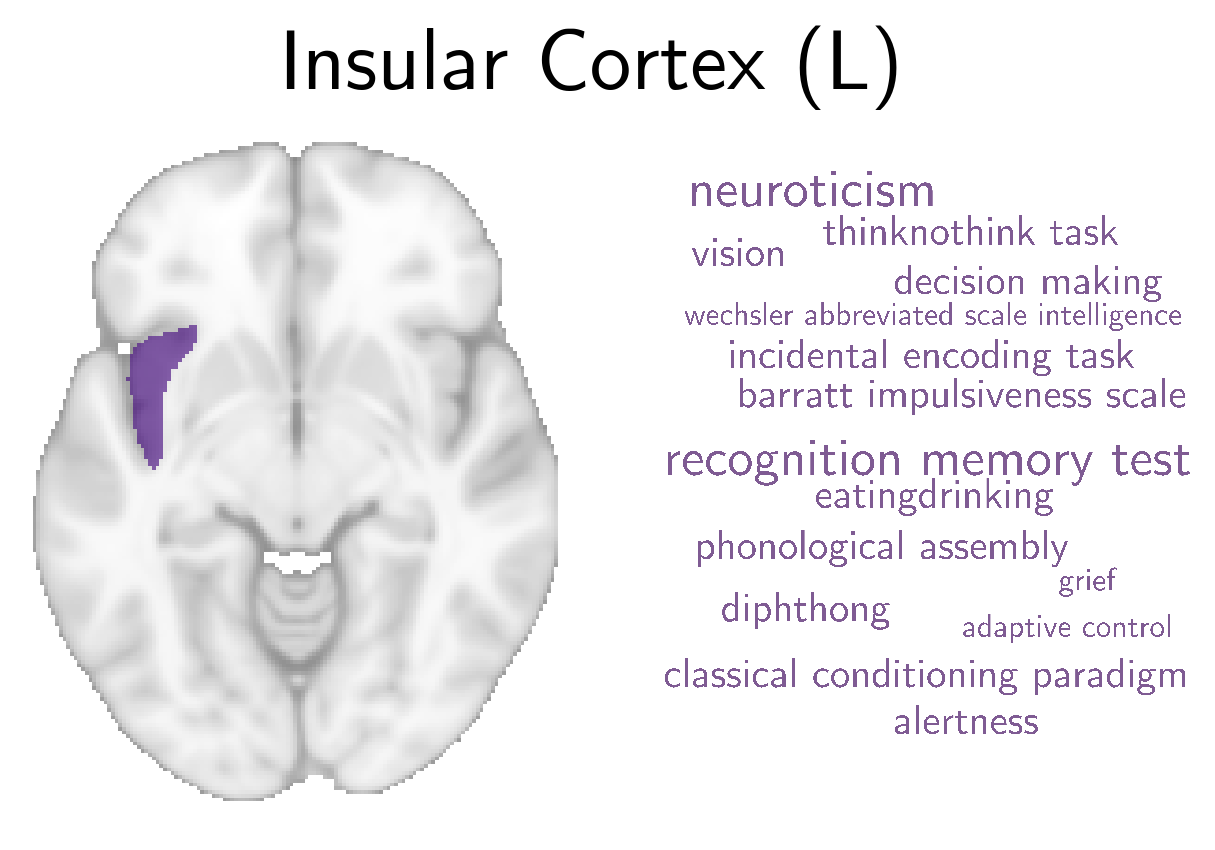 Insular Cortex (L)
neuroticism
thinknothink task
vision
decision making
wechsler abbreviated scale intelligence
incidental encoding task
barratt impulsiveness scale
recognition memory test
eatingdrinking
phonological assembly
grief
diphthong
adaptive control
classical conditioning paradigm
alertness